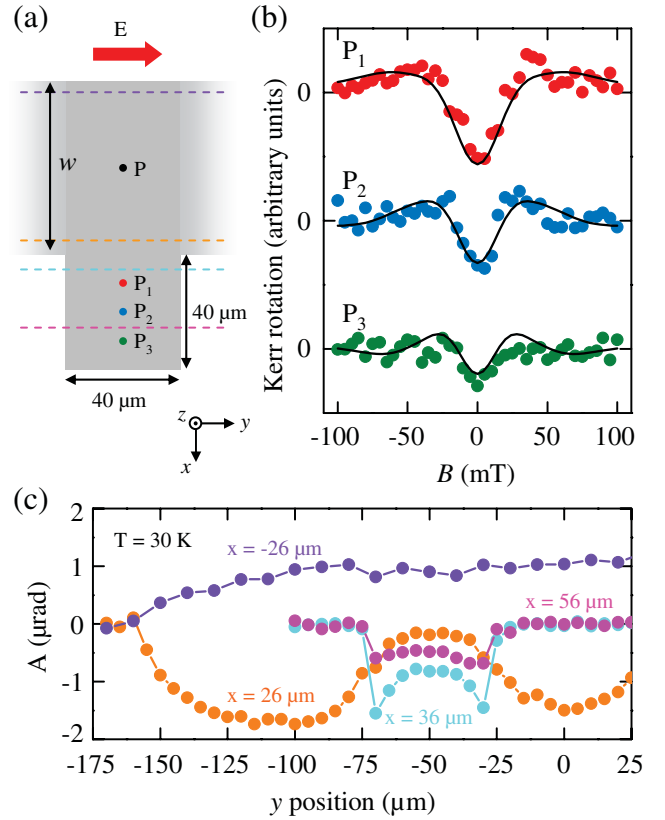 (a)
E
w
P
P₁
P₂
P₃
40 µm
40 µm
z
y
x
(b)
Kerr rotation (arbitrary units)
P₁
0
P₂
0
P₃
0
-100 -50 0 50 100
B (mT)
(c)
A (µrad)
2
1
0
-1
-2
T = 30 K
x = -26 µm
x = 56 µm
x = 26 µm
x = 36 µm
-175 -150 -125 -100 -75 -50 -25 0 25
y position (µm)